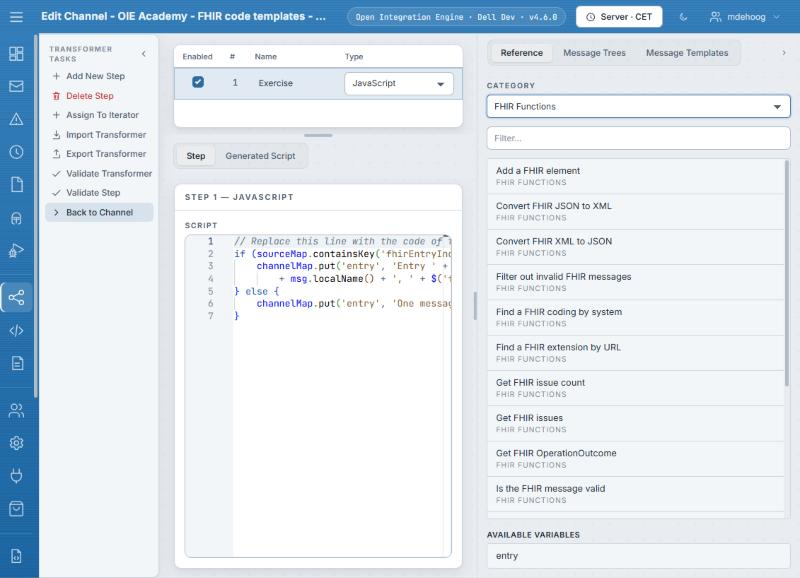 Edit Channel - OIE Academy - FHIR code templates - ...
Open Integration Engine · Dell Dev · v4.6.0
Server · CET
mdehoog
TRANSFORMER TASKS
Add New Step
Delete Step
Assign To Iterator
Import Transformer
Export Transformer
Validate Transformer
Validate Step
Back to Channel
Enabled # Name Type
1 Exercise JavaScript
Step Generated Script
STEP 1 — JAVASCRIPT
SCRIPT
1 // Replace this line with the code of
2 if (sourceMap.containsKey('fhirEntryInd
3 channelMap.put('entry', 'Entry ' +
4 + msg.localName() + ', ' + $('f
5 } else {
6 channelMap.put('entry', 'One messag
7 }
Reference Message Trees Message Templates
CATEGORY
FHIR Functions
Filter...
Add a FHIR element
FHIR FUNCTIONS
Convert FHIR JSON to XML
FHIR FUNCTIONS
Convert FHIR XML to JSON
FHIR FUNCTIONS
Filter out invalid FHIR messages
FHIR FUNCTIONS
Find a FHIR coding by system
FHIR FUNCTIONS
Find a FHIR extension by URL
FHIR FUNCTIONS
Get FHIR issue count
FHIR FUNCTIONS
Get FHIR issues
FHIR FUNCTIONS
Get FHIR OperationOutcome
FHIR FUNCTIONS
Is the FHIR message valid
FHIR FUNCTIONS
AVAILABLE VARIABLES
entry